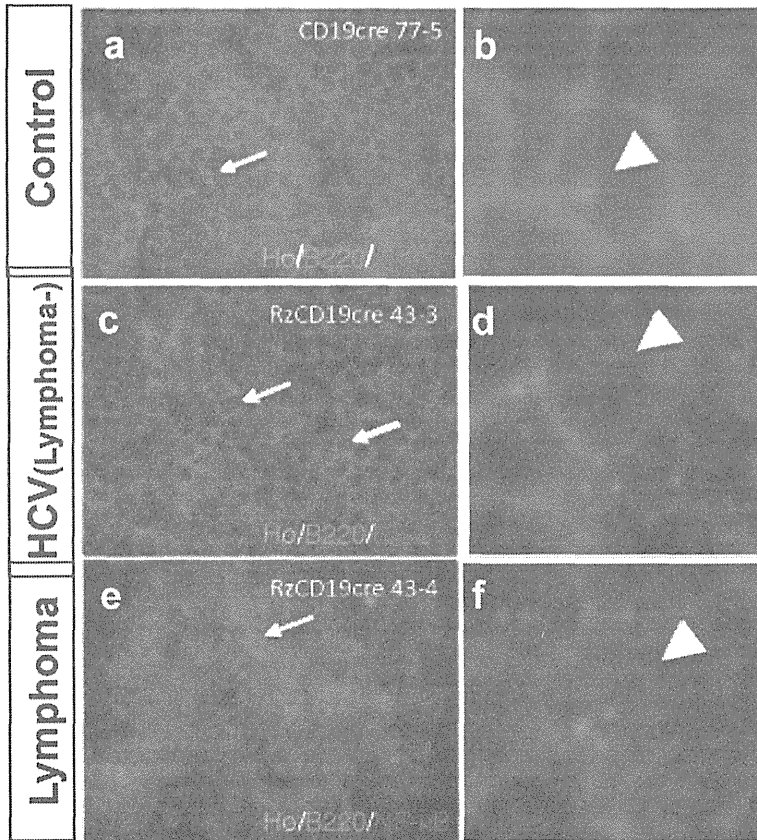 Control
a
CD19cre 77-5
Ho/B220/
b
HCV(Lymphoma-)
c
RzCD19cre 43-3
Ho/B220/
d
Lymphoma
e
RzCD19cre 43-4
Ho/B220/
f